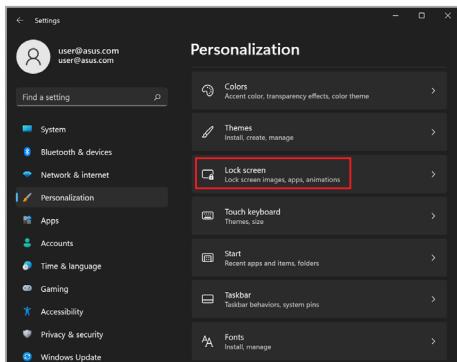 Settings
user@asus.com
user@asus.com
Find a setting
System
Bluetooth & devices
Network & internet
Personalization
Apps
Accounts
Time & language
Gaming
Accessibility
Privacy & security
Windows Update
Personalization
Colors
Accent color, transparency effects, color theme
Themes
Install, create, manage
Lock screen
Lock screen images, apps, animations
Touch keyboard
Themes, size
Start
Recent apps and items, folders
Taskbar
Taskbar behaviors, system pins
Fonts
Install, manage